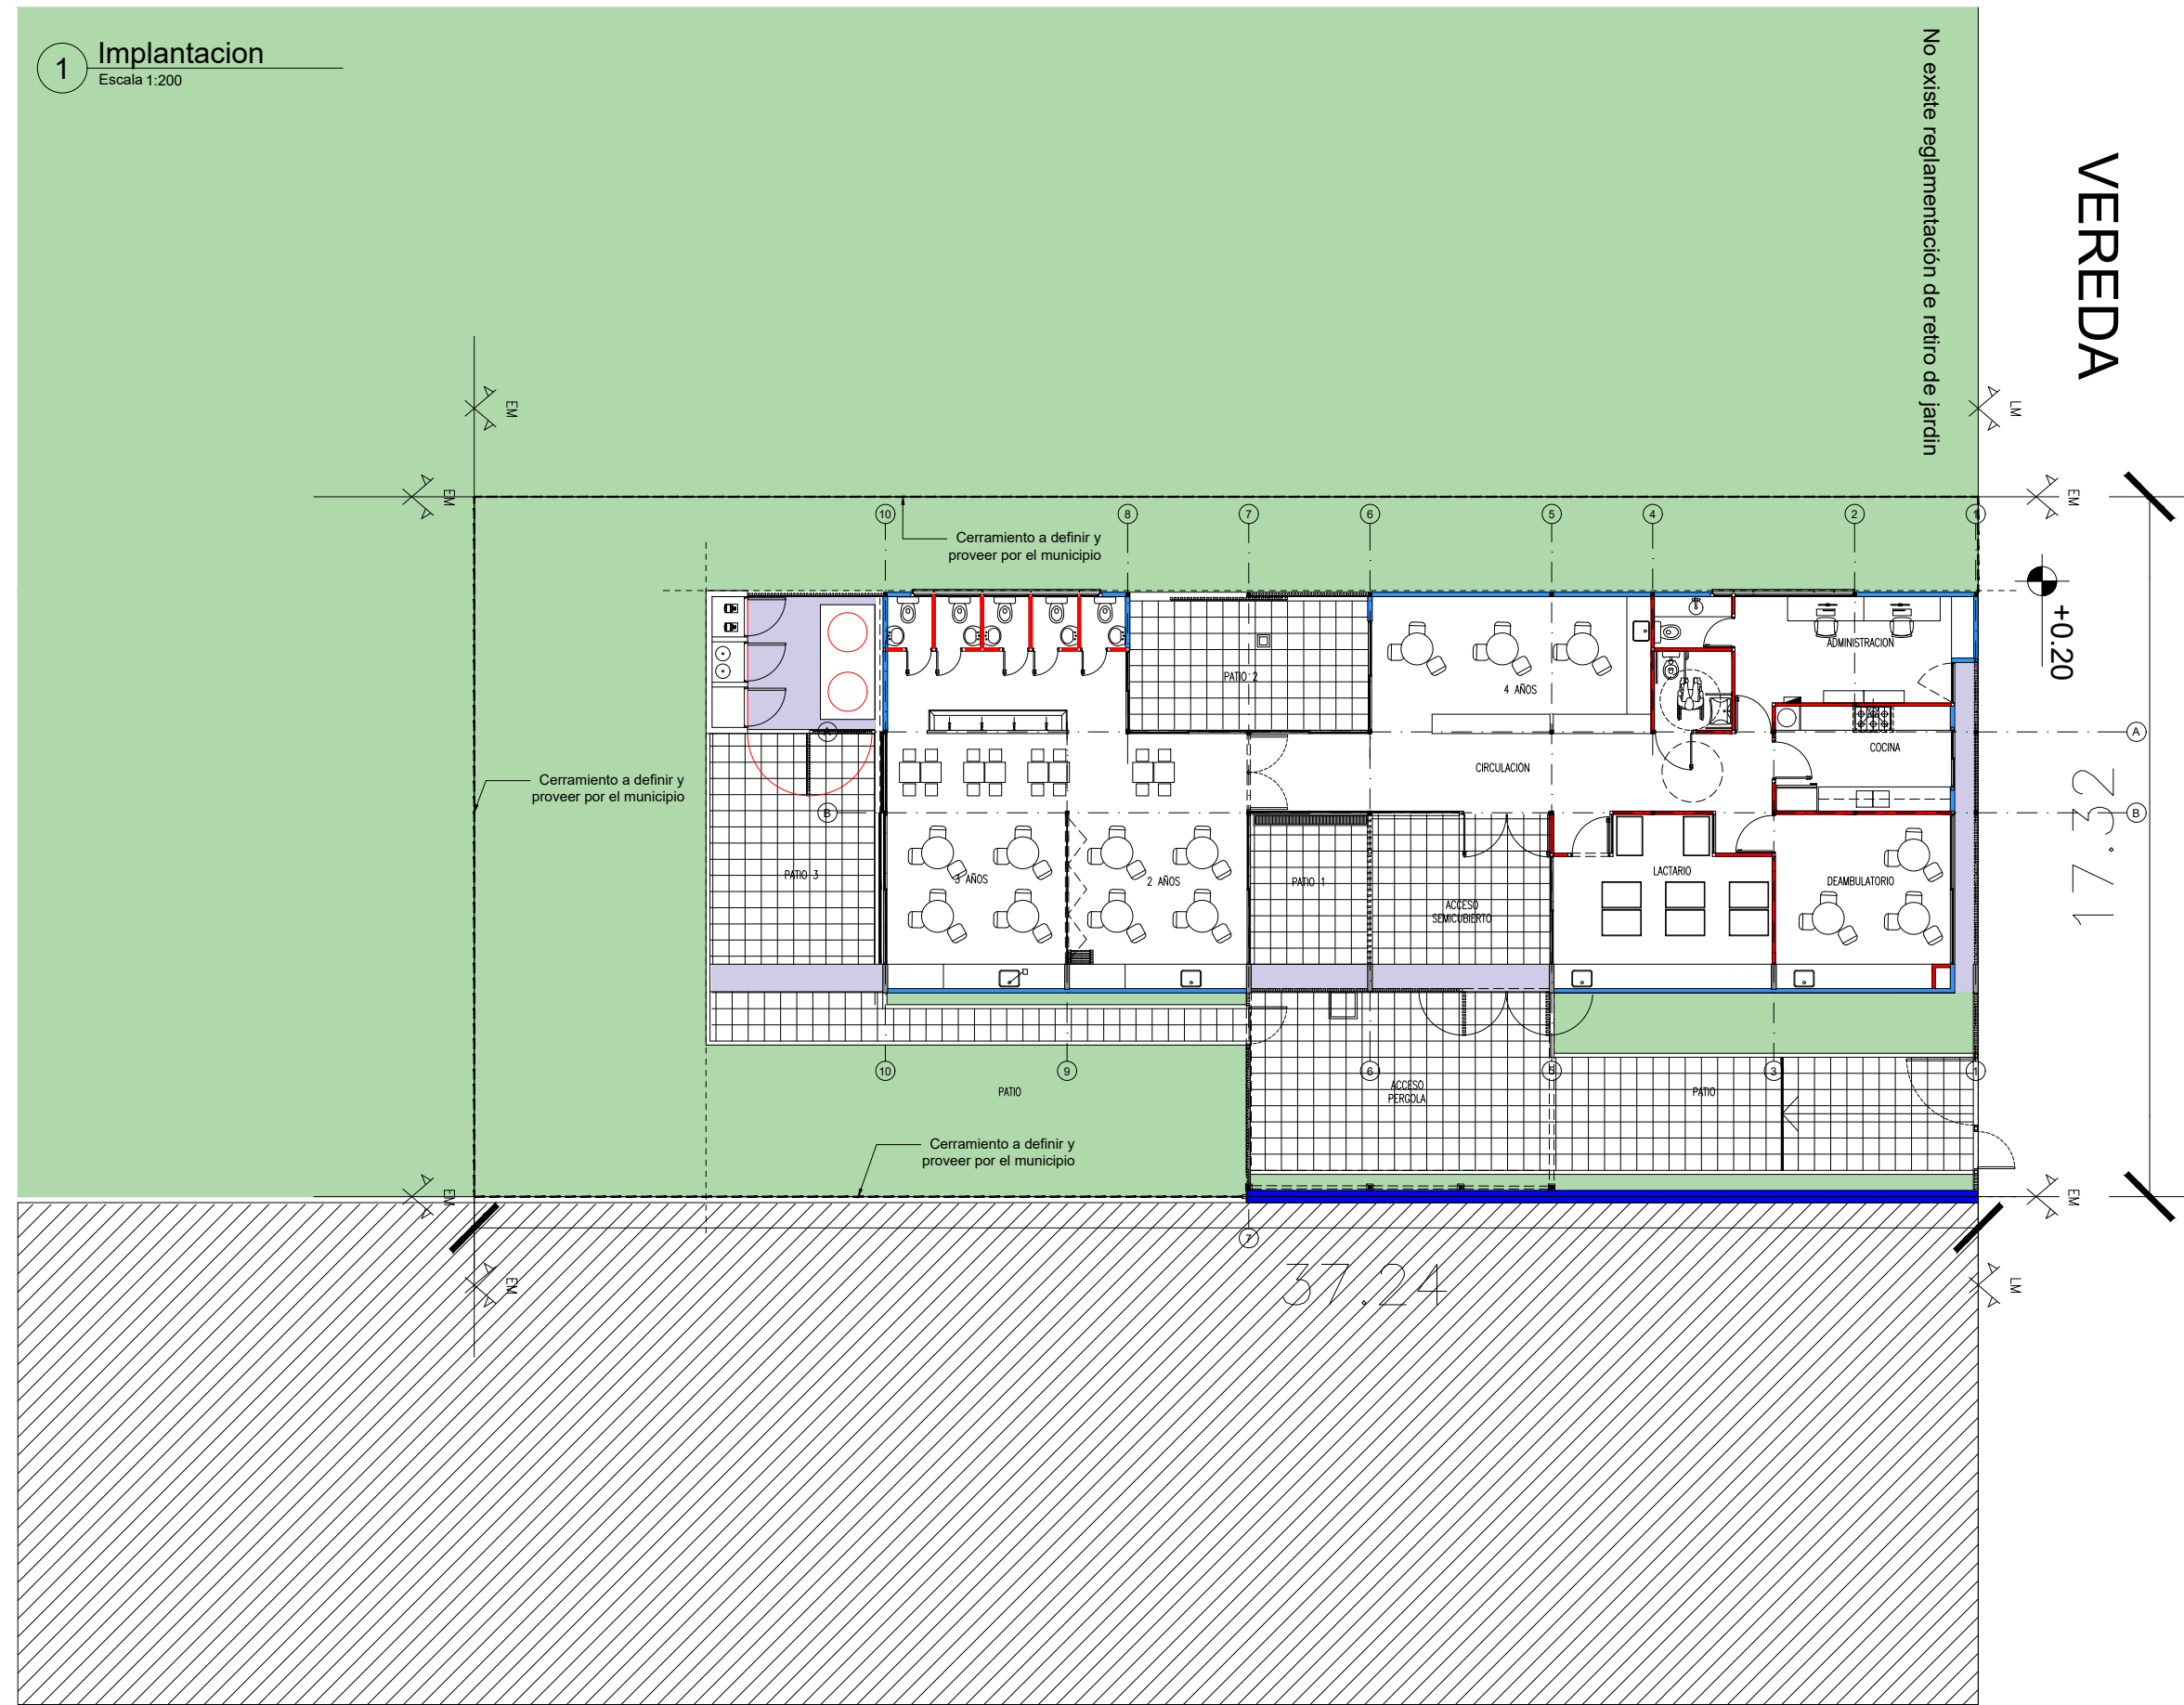 1
Implantacion
Escala 1:200
No existe reglamentación de retiro de jardin
VEREDA
EM
LM
EM
EM
10
8
7
6
5
4
2
1
Cerramiento a definir y
proveer por el municipio
+0.20
ADMINISTRACION
PATIO 2
4 AÑOS
A
A
COCINA
CIRCULACION
Cerramiento a definir y
proveer por el municipio
17.32
B
B
PATIO 3
3 AÑOS
2 AÑOS
PATIO 1
ACCESO
SEMICUBIERTO
LACTARIO
DEAMBULATORIO
10
9
6
5
3
1
PATIO
ACCESO
PERGOLA
PATIO
Cerramiento a definir y
proveer por el municipio
EM
EM
7
37.24
EM
LM